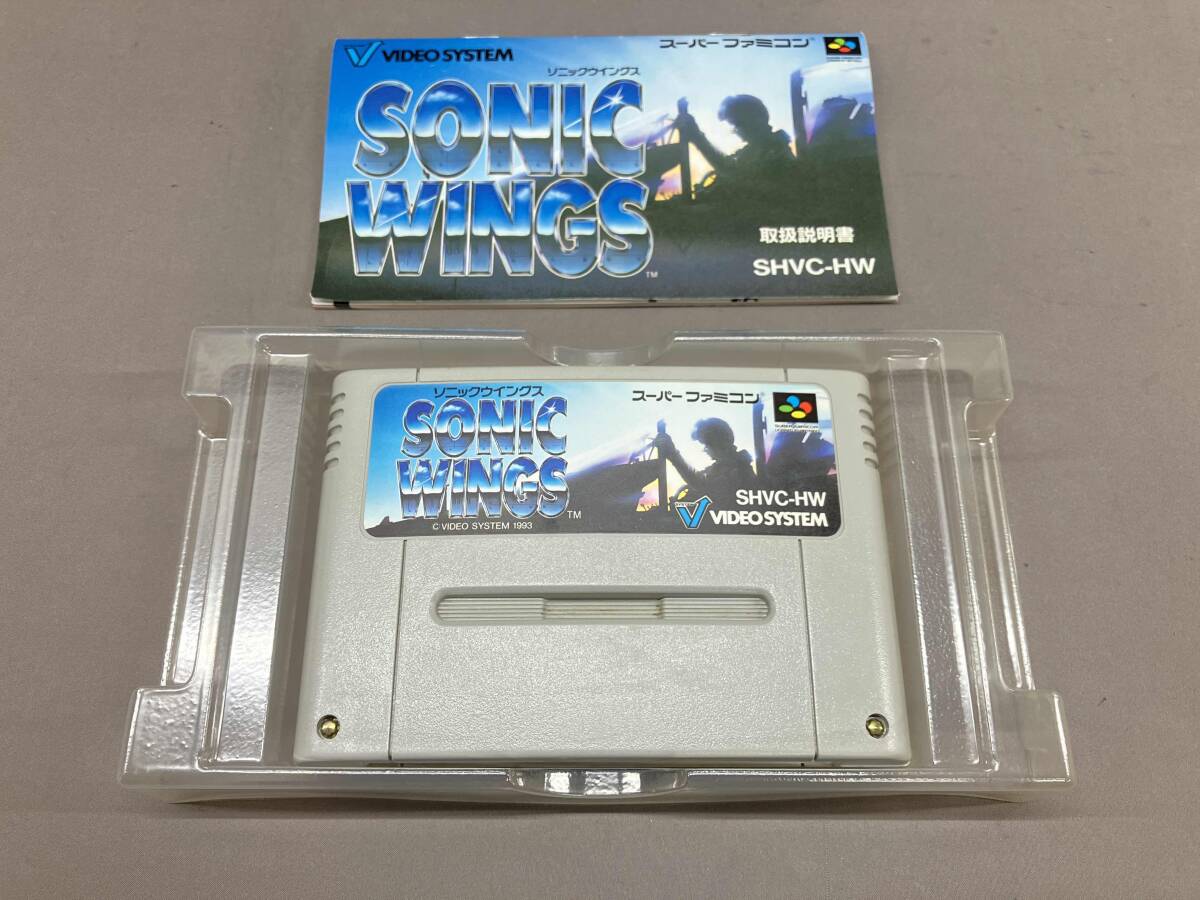 VIDEO SYSTEM
スーパーファミコン
ソニックウイングス
SONIC
WINGS
TM
取扱説明書
SHVC-HW
ソニックウイングス
スーパーファミコン
SONIC
WINGS
TM
SHVC-HW
VIDEO SYSTEM
© VIDEO SYSTEM 1993